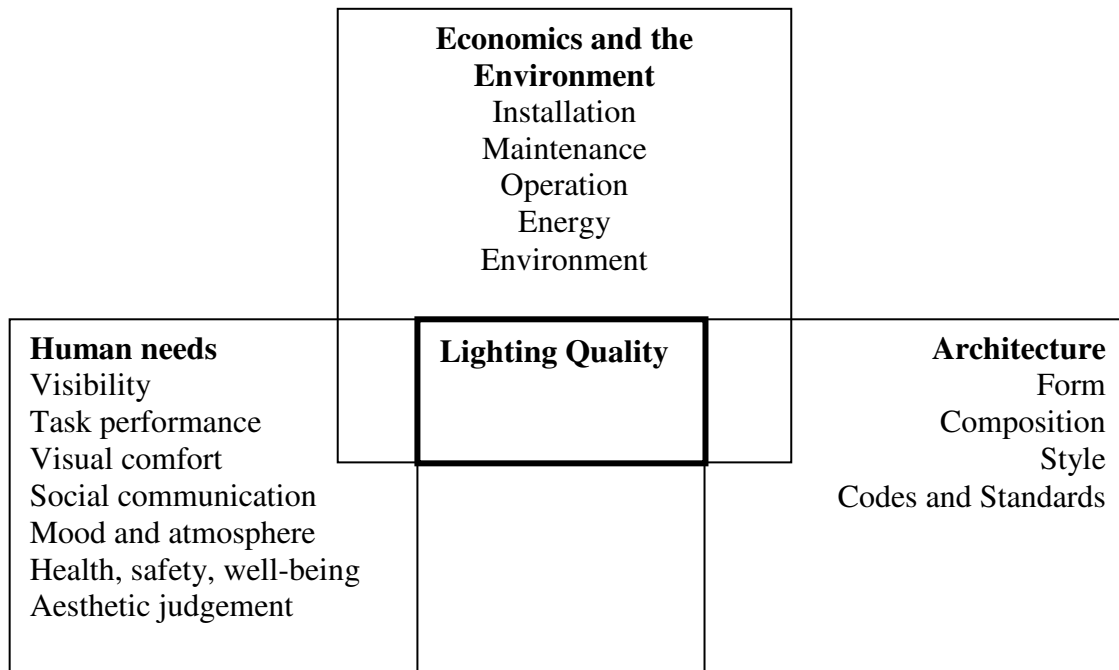 Economics and the
Environment
Installation
Maintenance
Operation
Energy
Environment
Lighting Quality
Human needs
Visibility
Task performance
Visual comfort
Social communication
Mood and atmosphere
Health, safety, well-being
Aesthetic judgement
Architecture
Form
Composition
Style
Codes and Standards